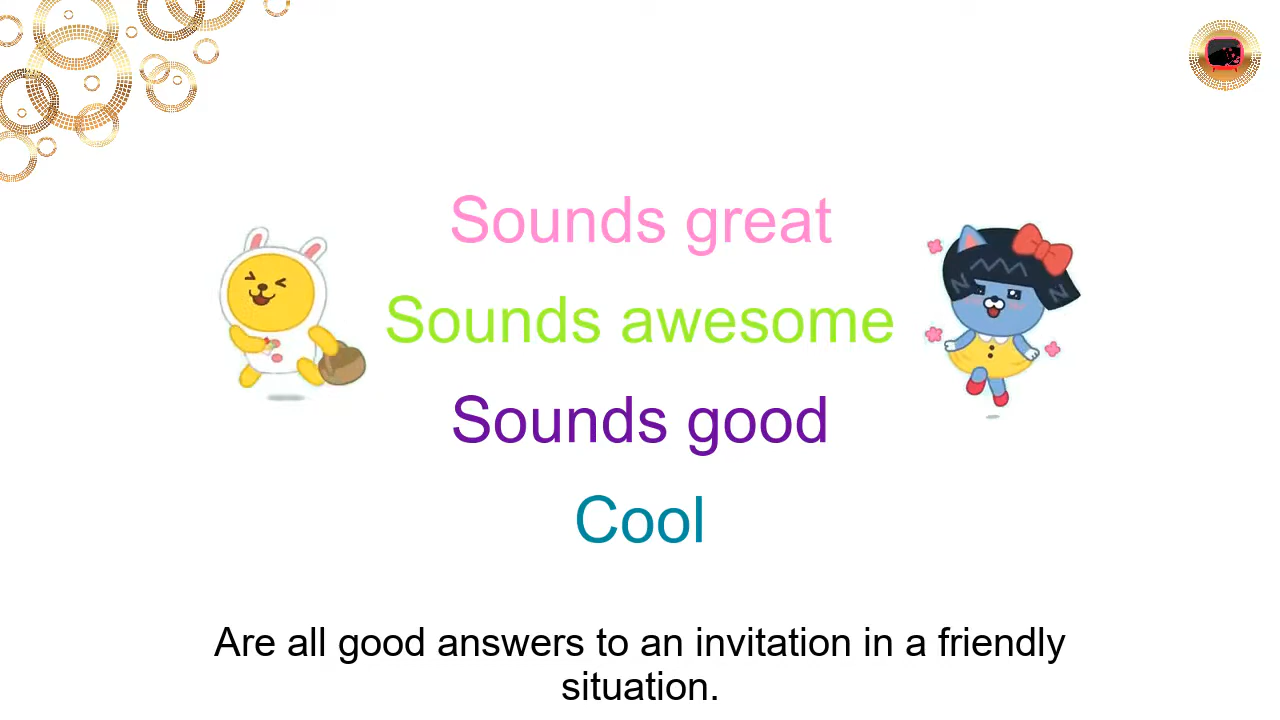 Sounds great
Sounds awesome
Sounds good
Cool
Are all good answers to an invitation in a friendly
situation.